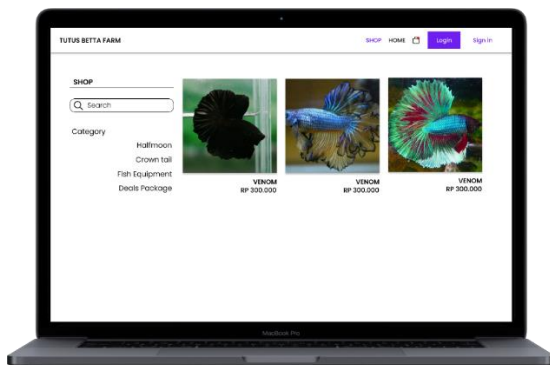 TUTUS BETTA FARM
SHOP HOME Login Sign In
SHOP
Search
Category
Halfmoon
Crown tail
Fish Equipment
Deals Package
VENOM
RP 300.000
VENOM
RP 300.000
VENOM
RP 300.000
MacBook Pro